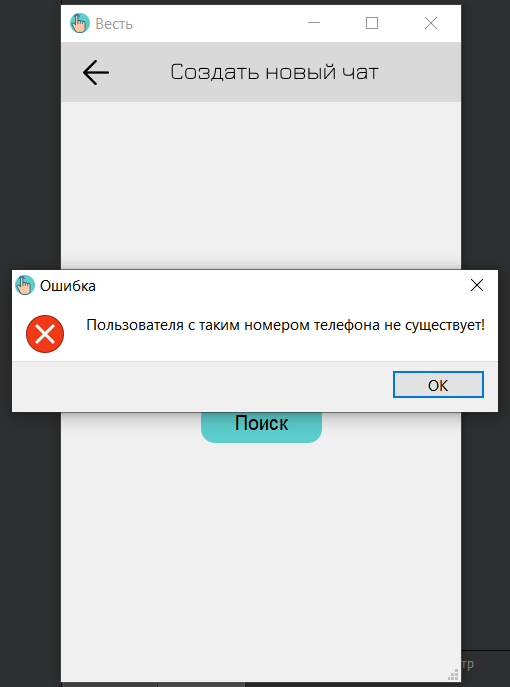 Весть
Создать новый чат
Ошибка
Пользователя с таким номером телефона не существует!
OK
Поиск
тр